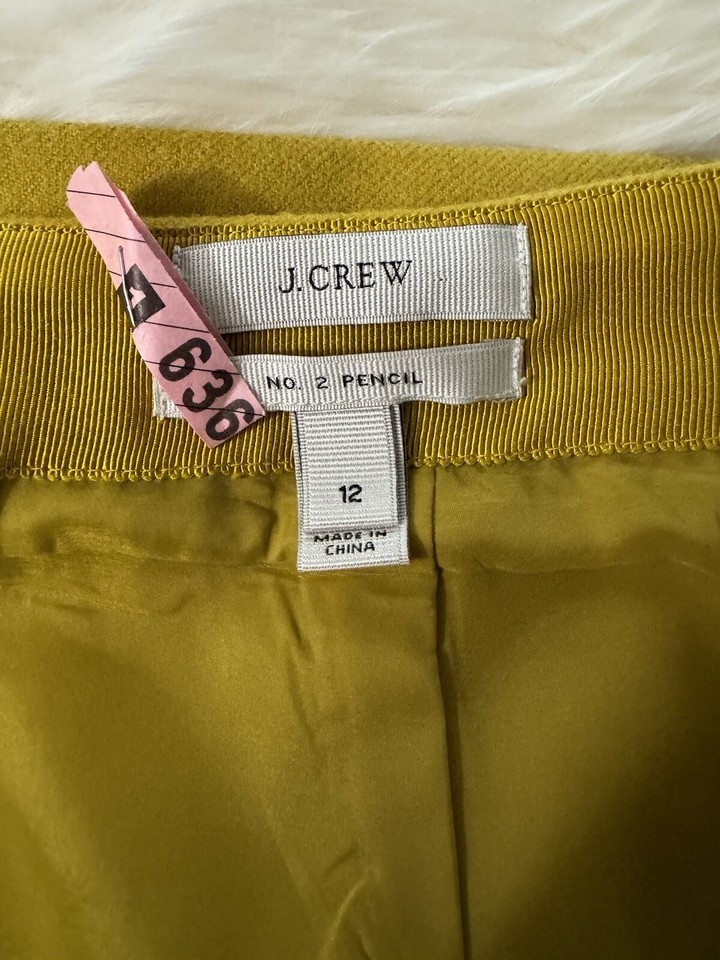 J.CREW
NO. 2 PENCIL
12
MADE IN
CHINA
636